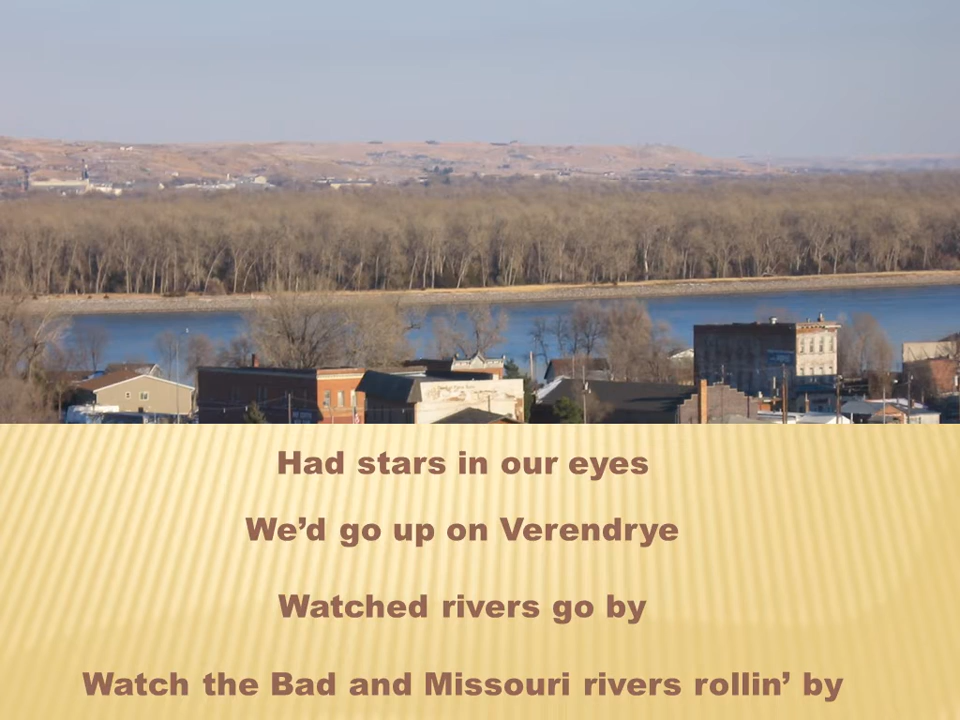 Had stars in our eyes
We’d go up on Verendrye
Watched rivers go by
Watch the Bad and Missouri rivers rollin’ by